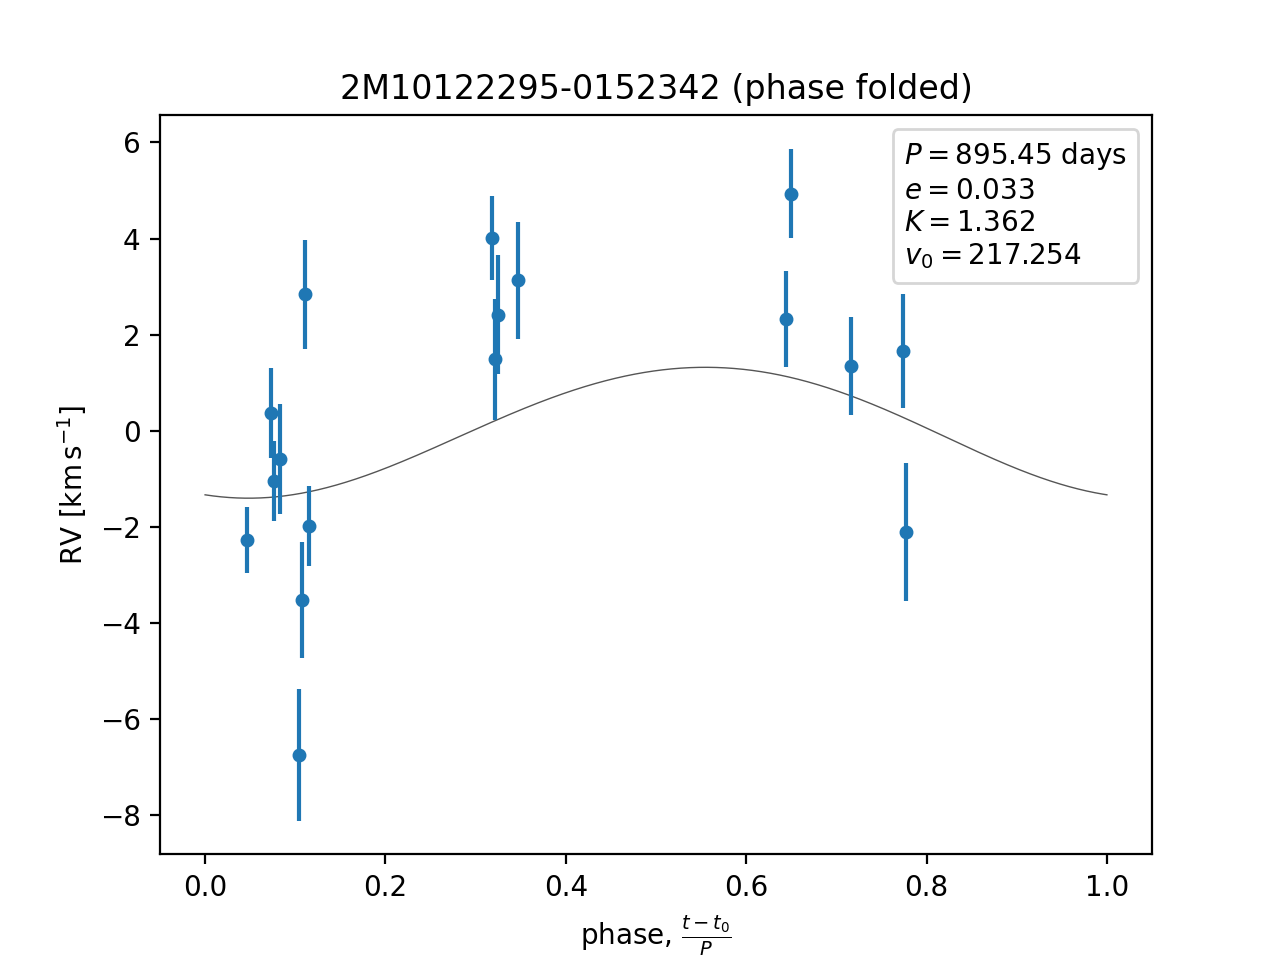 2M10122295-0152342 (phase folded)
P = 895.45 days
e = 0.033
K = 1.362
v₀ = 217.254
RV [km s⁻¹]
6
4
2
0
−2
−4
−6
−8
0.0 0.2 0.4 0.6 0.8 1.0
phase, (t − t₀)/P